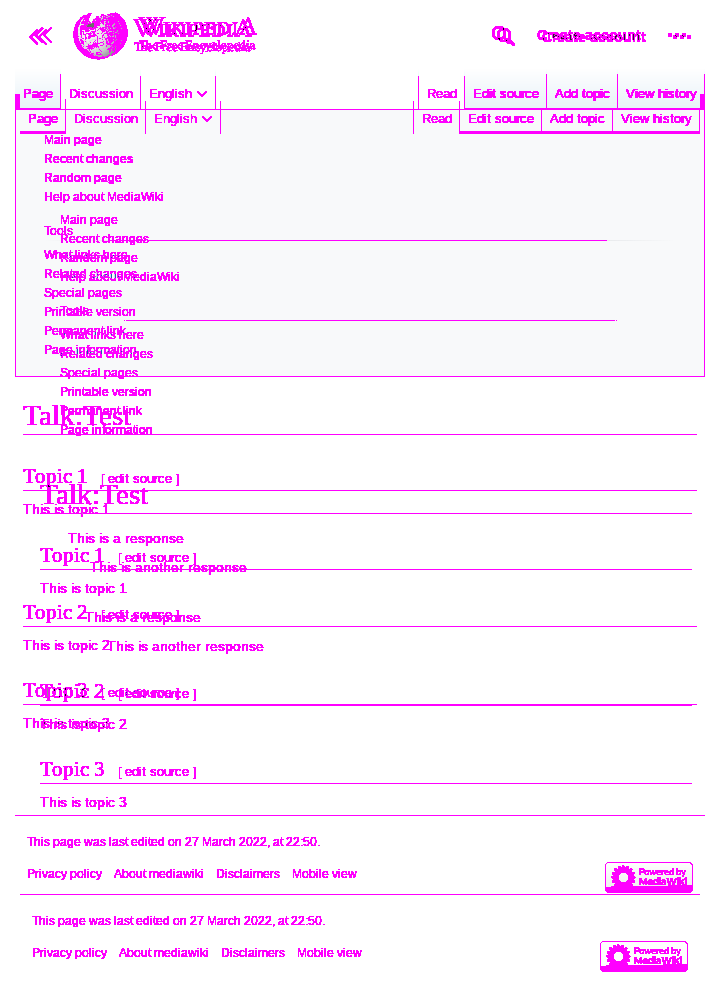 WIKIPEDIA
The Free Encyclopedia
Create account
Page Discussion English Read Edit source Add topic View history
Page Discussion English Read Edit source Add topic View history
Main page
Recent changes
Random page
Help about MediaWiki
Main page
Tools
Recent changes
What links here
Random page
Related changes
Help about MediaWiki
Special pages
Printable version
Tools
Permanent link
What links here
Page information
Related changes
Special pages
Printable version
Permanent link
Talk:Test
Page information
Topic 1 [ edit source ]
Talk:Test
This is topic 1
This is a response
Topic 1 [ edit source ]
This is another response
This is topic 1
Topic 2 [ edit source ]
This is a response
This is topic 2
This is another response
Topic 3 [ edit source ]
Topic 2 [ edit source ]
This is topic 3
This is topic 2
Topic 3 [ edit source ]
This is topic 3
This page was last edited on 27 March 2022, at 22:50.
Privacy policy About mediawiki Disclaimers Mobile view
Powered by
MediaWiki
This page was last edited on 27 March 2022, at 22:50.
Privacy policy About mediawiki Disclaimers Mobile view
Powered by
MediaWiki